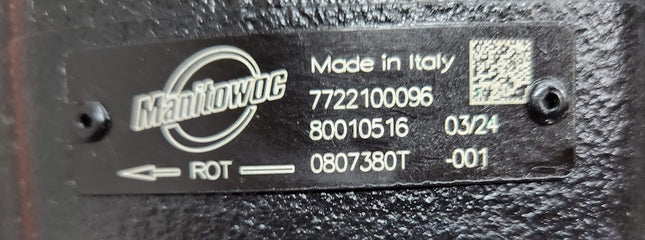 Manitowoc
Made in Italy
7722100096
80010516 03/24
ROT 0807380T -001